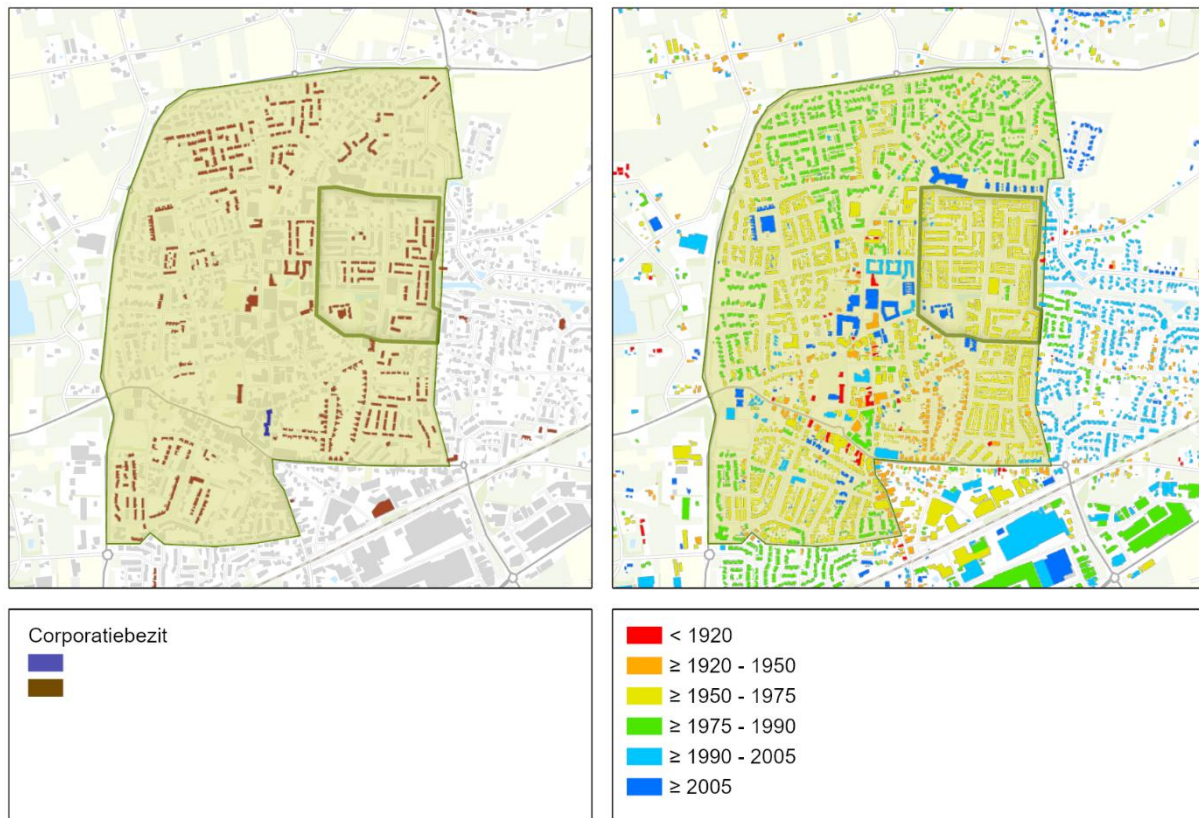 Corporatiebezit
< 1920
≥ 1920 - 1950
≥ 1950 - 1975
≥ 1975 - 1990
≥ 1990 - 2005
≥ 2005